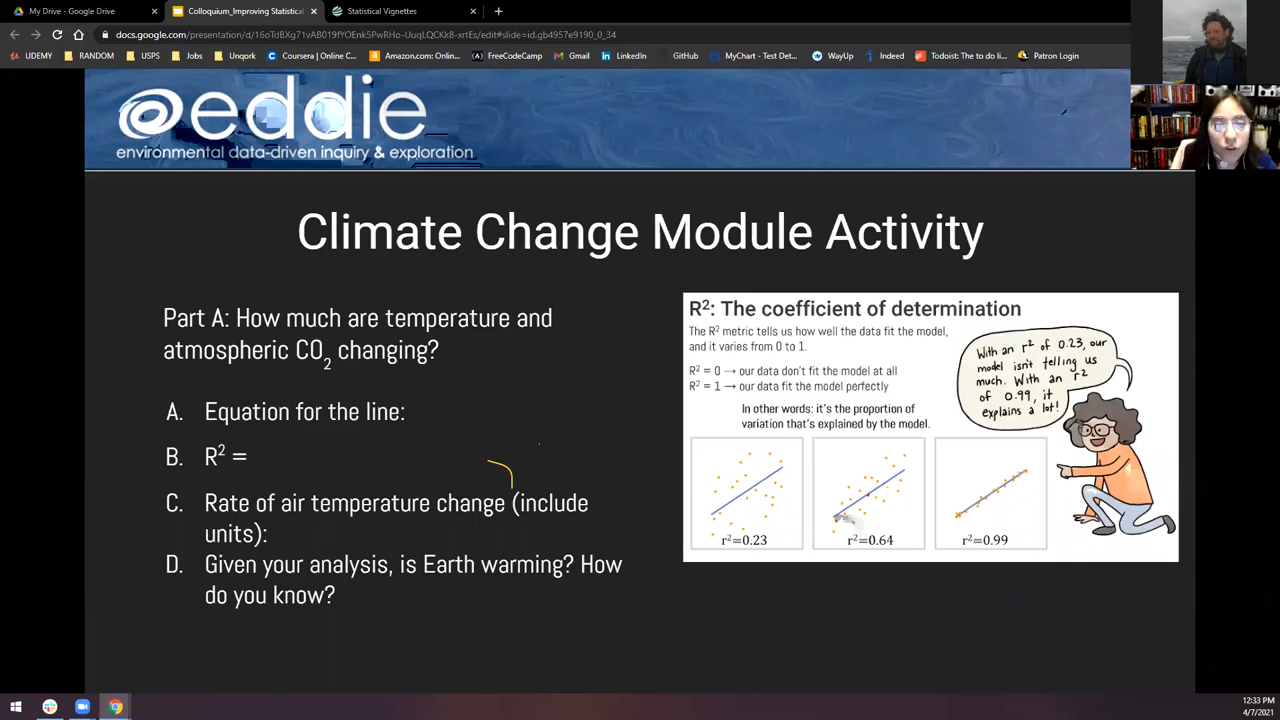 My Drive - Google Drive
Colloquium_Improving Statistical
Statistical Vignettes
docs.google.com/presentation/d/16oTdBXg71vAB019fYOEnk5PwRHo-UuqLQCKk8-xrtEs/edit#slide=id.gb4957e9190_0_34
UDEMY
RANDOM
USPS
Jobs
Unqork
Coursera | Online C...
Amazon.com: Onlin...
FreeCodeCamp
Gmail
LinkedIn
GitHub
MyChart - Test Det...
WayUp
Indeed
Todoist: The to do li...
Patron Login
eddie
environmental data-driven inquiry & exploration
Climate Change Module Activity
Part A: How much are temperature and
atmospheric CO2 changing?
A. Equation for the line:
B. R² =
C. Rate of air temperature change (include
units):
D. Given your analysis, is Earth warming? How
do you know?
R²: The coefficient of determination
The R² metric tells us how well the data fit the model,
and it varies from 0 to 1.
R² = 0 → our data don't fit the model at all
R² = 1 → our data fit the model perfectly
In other words: it's the proportion of
variation that's explained by the model.
With an r² of 0.23, our
model isn't telling us
much. With an r²
of 0.99, it
explains a lot!
r²=0.23
r²=0.64
r²=0.99
12:33 PM
4/7/2021